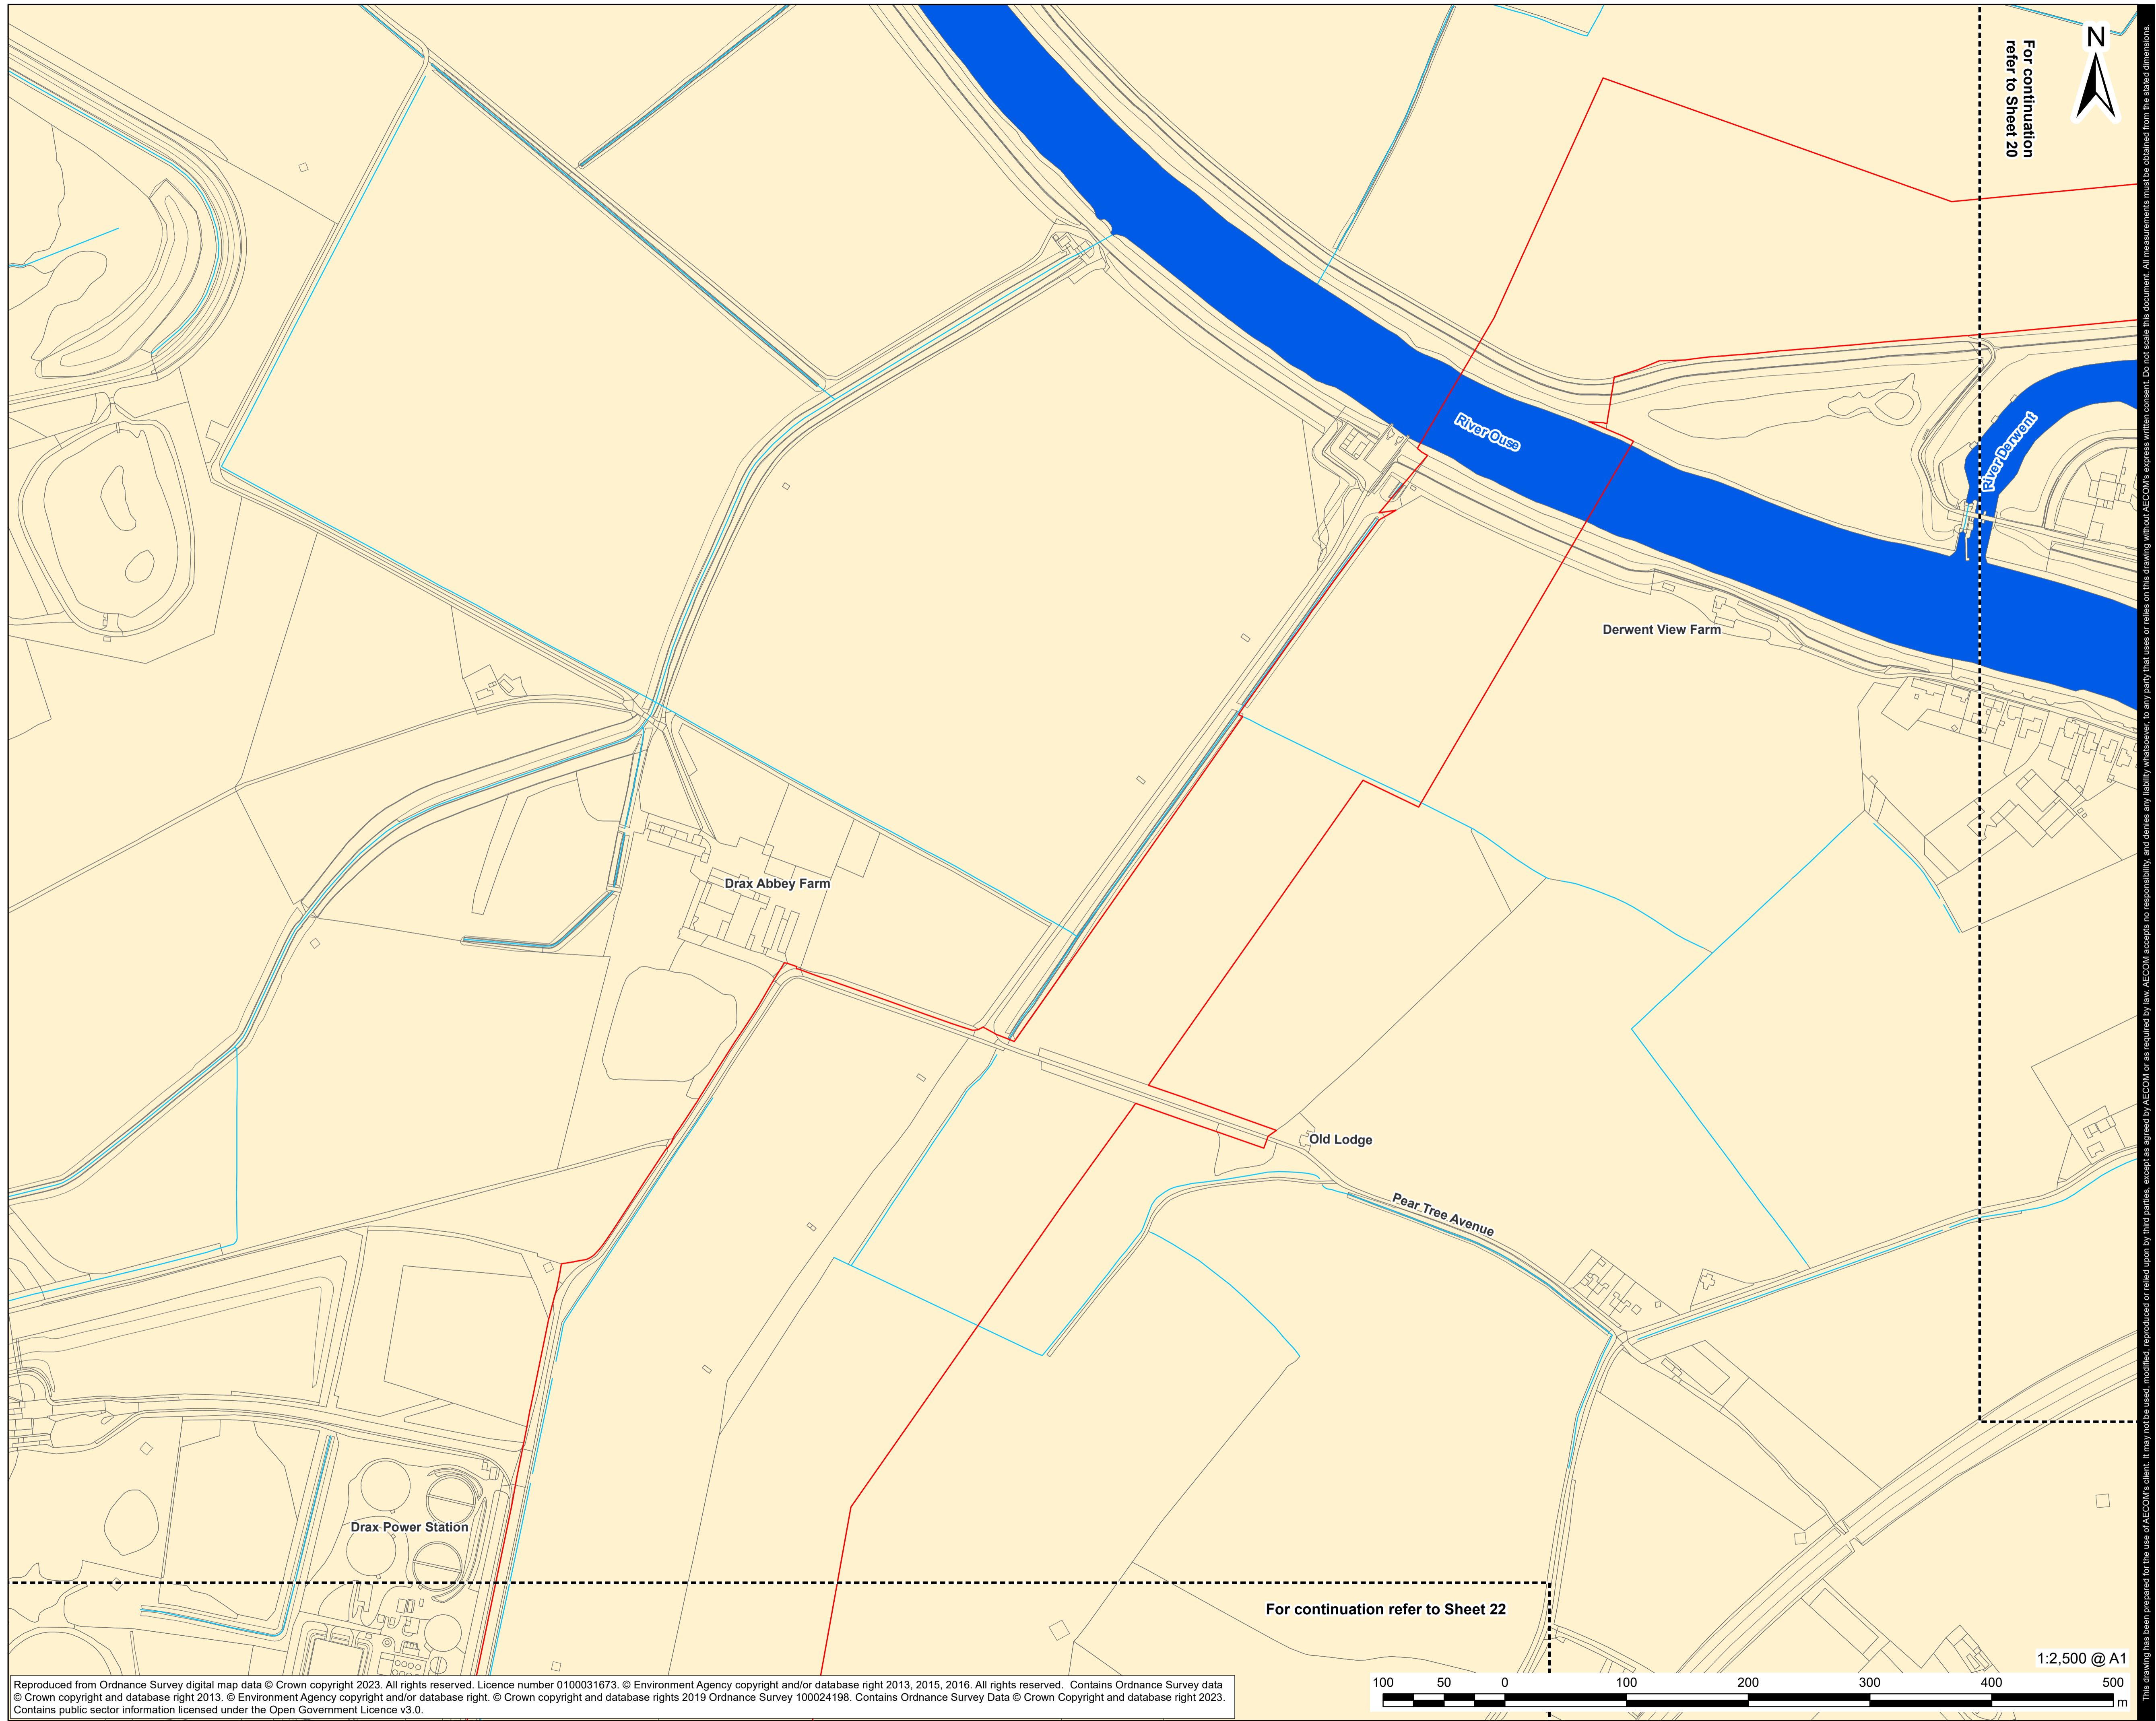 N
For continuation
refer to Sheet 20
River Ouse
River Derwent
Derwent View Farm
Drax Abbey Farm
Old Lodge
Pear Tree Avenue
Drax Power Station
For continuation refer to Sheet 22
1:2,500 @ A1
100 50 0 100 200 300 400 500
m
Reproduced from Ordnance Survey digital map data © Crown copyright 2023. All rights reserved. Licence number 0100031673. © Environment Agency copyright and/or database right 2013, 2015, 2016. All rights reserved. Contains Ordnance Survey data
© Crown copyright and database right 2013. © Environment Agency copyright and/or database right. © Crown copyright and database rights 2019 Ordnance Survey 100024198. Contains Ordnance Survey Data © Crown Copyright and database right 2023.
Contains public sector information licensed under the Open Government Licence v3.0.
This drawing has been prepared for the use of AECOM's client. It may not be used, modified, reproduced or relied upon by third parties, except as agreed by AECOM or as required by law. AECOM accepts no responsibility, and denies any liability whatsoever, to any party that uses or relies on this drawing without AECOM's express written consent. Do not scale this document. All measurements must be obtained from the stated dimensions.